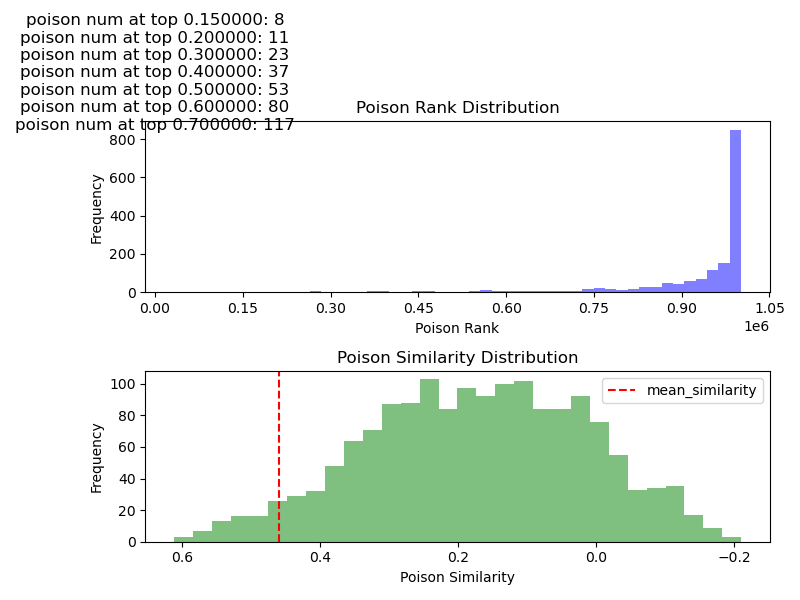 poison num at top 0.150000: 8
poison num at top 0.200000: 11
poison num at top 0.300000: 23
poison num at top 0.400000: 37
poison num at top 0.500000: 53
poison num at top 0.600000: 80
poison num at top 0.700000: 117
Poison Rank Distribution
800
600
400
200
0
Frequency
0.00 0.15 0.30 0.45 0.60 0.75 0.90 1.05
1e6
Poison Rank
Poison Similarity Distribution
mean_similarity
100
80
60
40
20
0
Frequency
0.6 0.4 0.2 0.0 −0.2
Poison Similarity